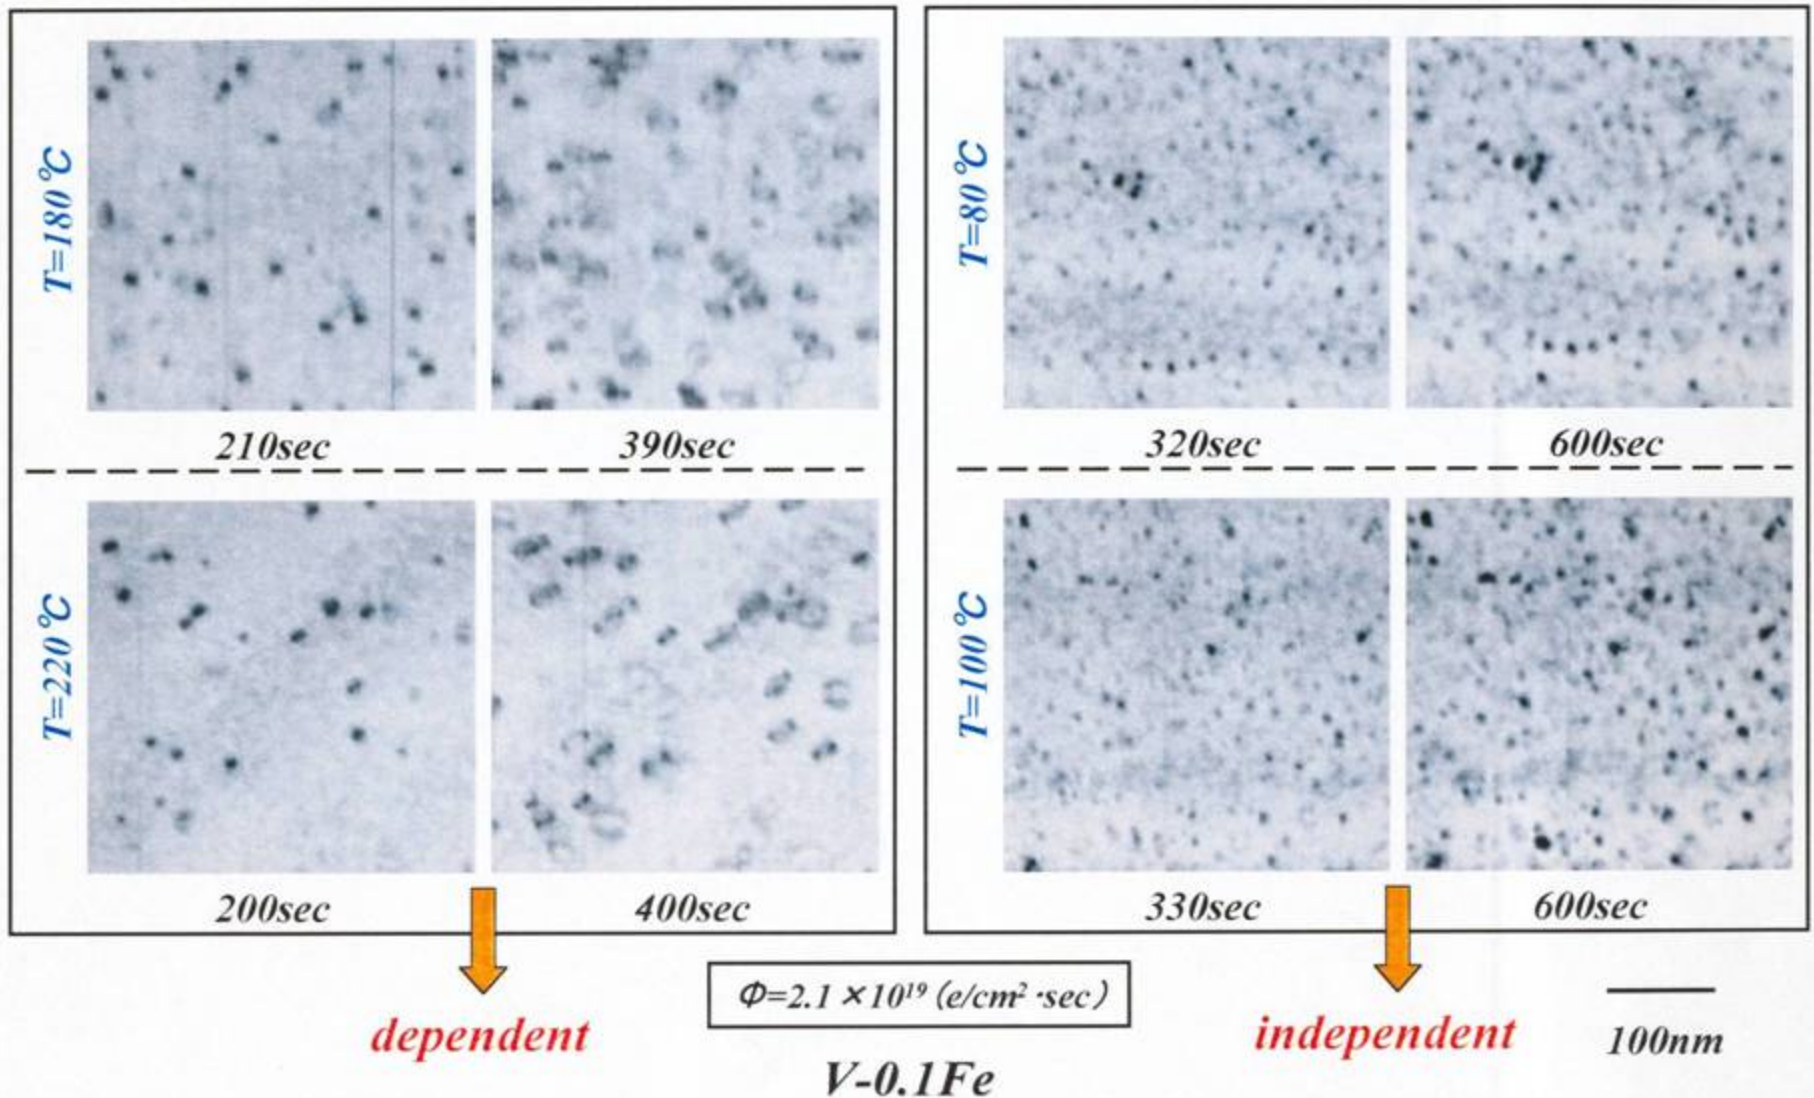 T=180℃
210sec
390sec
T=220℃
200sec
400sec
dependent
T=80℃
320sec
600sec
T=100℃
330sec
600sec
independent
Φ=2.1×10¹⁹ (e/cm²·sec)
100nm
V-0.1Fe